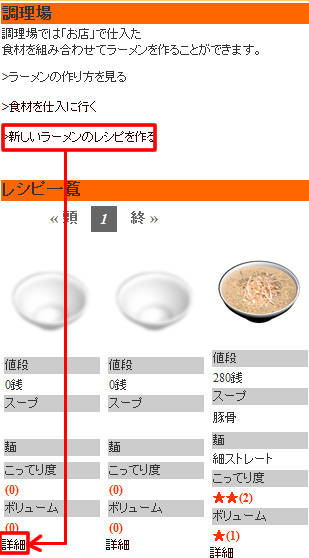 調理場
調理場では「お店」で仕入た
食材を組み合わせてラーメンを作ることができます。
>ラーメンの作り方を見る
>食材を仕入に行く
>新しいラーメンのレシピを作る
レシピ一覧
« 頭 1 終 »
値段 値段 値段
0銭 0銭 280銭
スープ スープ スープ
豚骨
麺 麺 麺
細ストレート
こってり度 こってり度 こってり度
(0) (0) ★★(2)
ボリューム ボリューム ボリューム
(0) (0) ★(1)
詳細 詳細 詳細